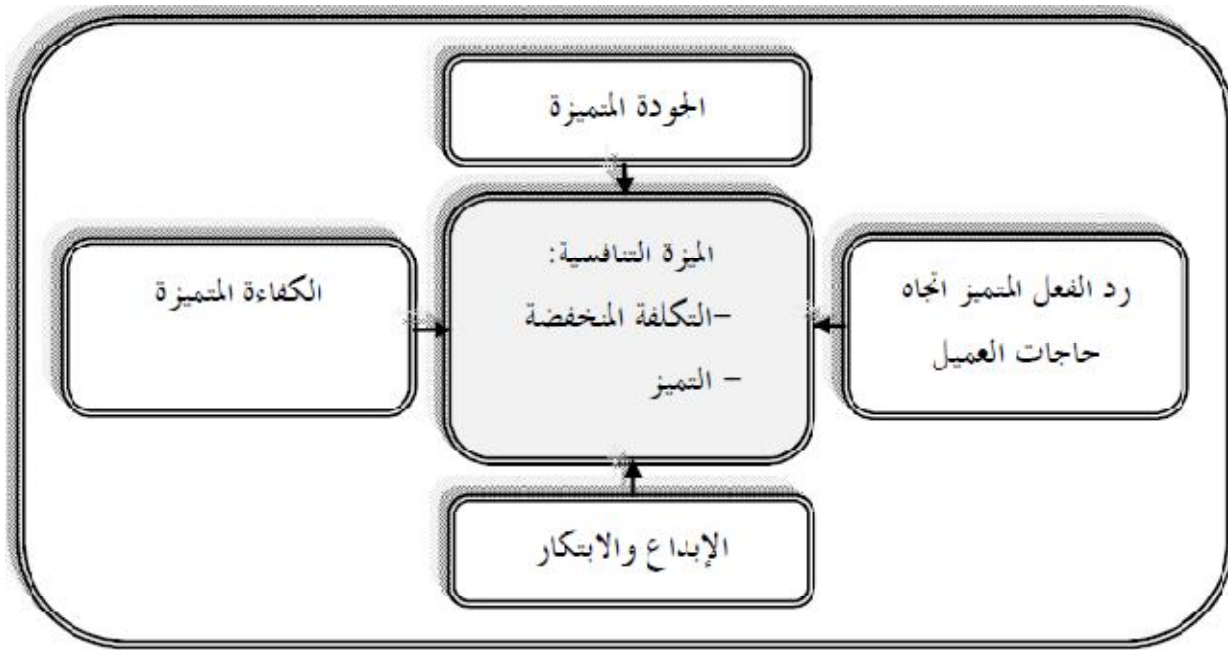 الجودة المتميزة
الميزة التنافسية:
-التكلفة المنخفضة
- التميز
رد الفعل المتميز اتجاه
حاجات العميل
الكفاءة المتميزة
الإبداع والابتكار